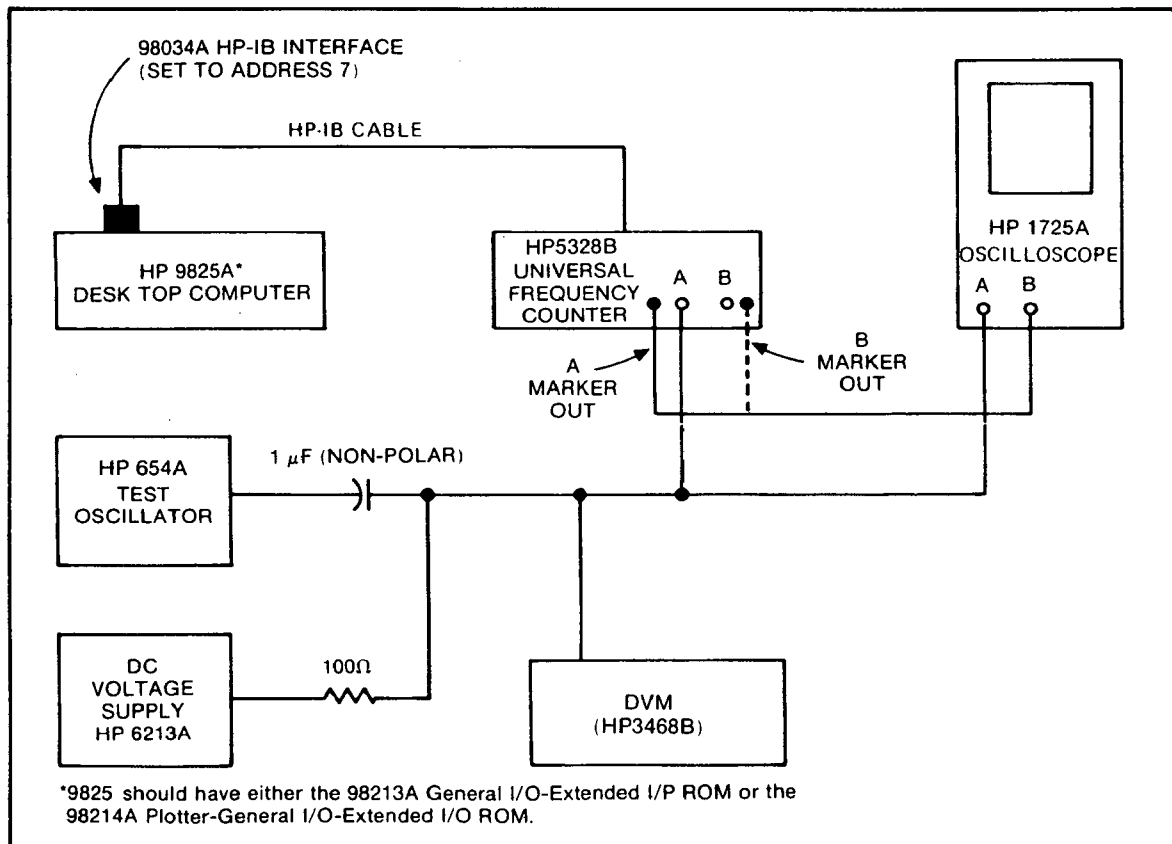 98034A HP-IB INTERFACE
(SET TO ADDRESS 7)
HP-IB CABLE
HP 9825A*
DESK TOP COMPUTER
HP5328B
UNIVERSAL
FREQUENCY
COUNTER
A
B
HP 1725A
OSCILLOSCOPE
A
B
A
MARKER
OUT
B
MARKER
OUT
HP 654A
TEST
OSCILLATOR
1 μF (NON-POLAR)
DC
VOLTAGE
SUPPLY
HP 6213A
100Ω
DVM
(HP3468B)
*9825 should have either the 98213A General I/O-Extended I/P ROM or the
98214A Plotter-General I/O-Extended I/O ROM.